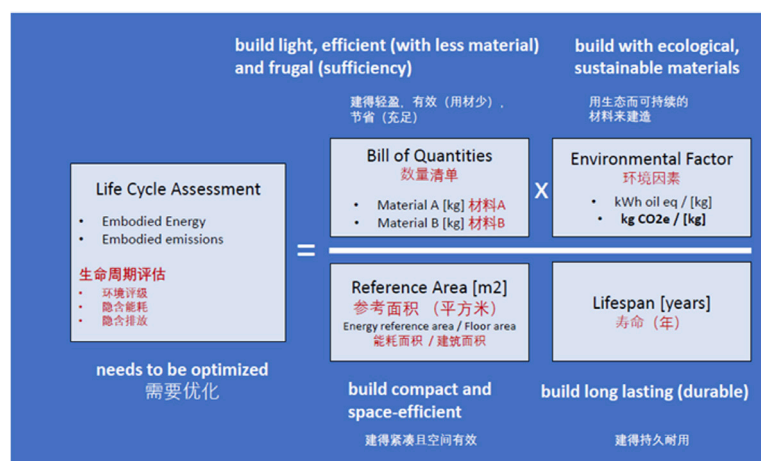 build light, efficient (with less material)
and frugal (sufficiency)
建得轻盈，有效（用材少），
节省（充足）
build with ecological,
sustainable materials
用生态而可持续的
材料来建造
Life Cycle Assessment
• Embodied Energy
• Embodied emissions
生命周期评估
• 环境评级
• 隐含能耗
• 隐含排放
needs to be optimized
需要优化
=
Bill of Quantities
数量清单
• Material A [kg] 材料A
• Material B [kg] 材料B
x
Environmental Factor
环境因素
• kWh oil eq / [kg]
• kg CO2e / [kg]
Reference Area [m2]
参考面积 （平方米）
Energy reference area / Floor area
能耗面积 / 建筑面积
Lifespan [years]
寿命（年）
build compact and
space-efficient
建得紧凑且空间有效
build long lasting (durable)
建得持久耐用